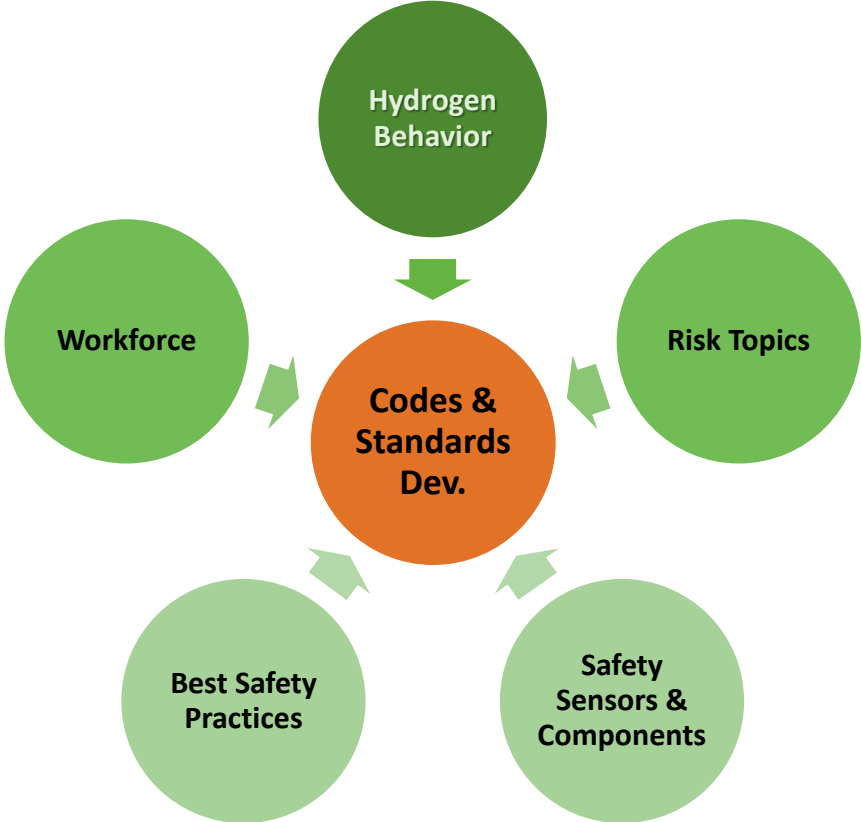 Hydrogen
Behavior
Workforce
Risk Topics
Codes &
Standards
Dev.
Best Safety
Practices
Safety
Sensors &
Components